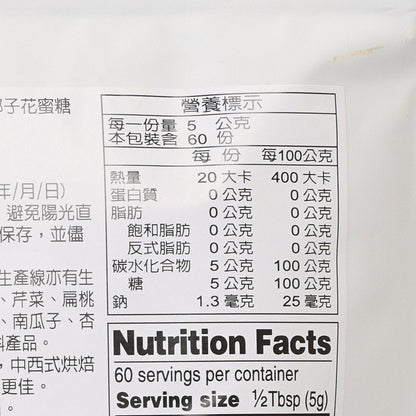 椰子花蜜糖
年/月/日)
避免陽光直
保存，並儘
生產線亦有生
、芹菜、扁桃
、南瓜子、杏
料產品。
，中西式烘焙
更佳。
營養標示
每一份量 5 公克
本包裝含 60 份
每 份 每100公克
熱量 20 大卡 400 大卡
蛋白質 0 公克 0 公克
脂肪 0 公克 0 公克
飽和脂肪 0 公克 0 公克
反式脂肪 0 公克 0 公克
碳水化合物 5 公克 100 公克
糖 5 公克 100 公克
鈉 1.3 毫克 25 毫克
Nutrition Facts
60 servings per container
Serving size ½Tbsp (5g)